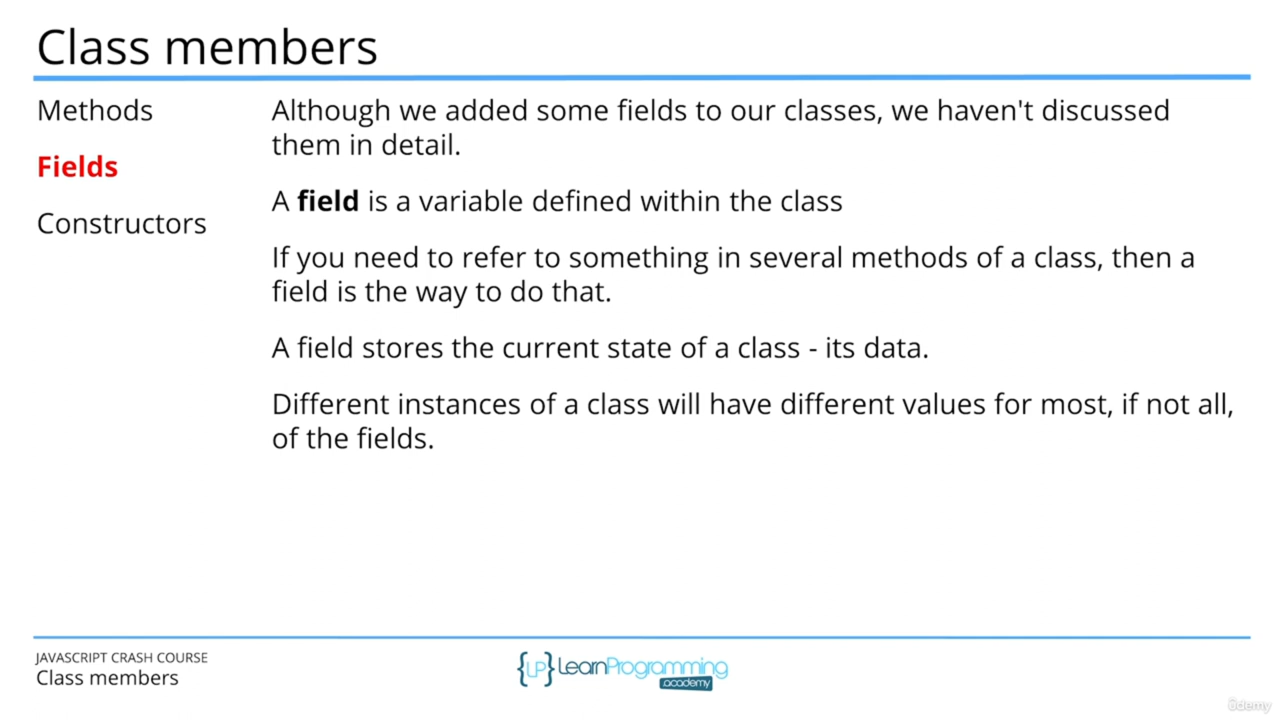 Class members
Methods
Fields
Constructors
Although we added some fields to our classes, we haven't discussed
them in detail.
A field is a variable defined within the class
If you need to refer to something in several methods of a class, then a
field is the way to do that.
A field stores the current state of a class - its data.
Different instances of a class will have different values for most, if not all,
of the fields.
JAVASCRIPT CRASH COURSE
Class members
{LP} LearnProgramming
academy
ûdemy